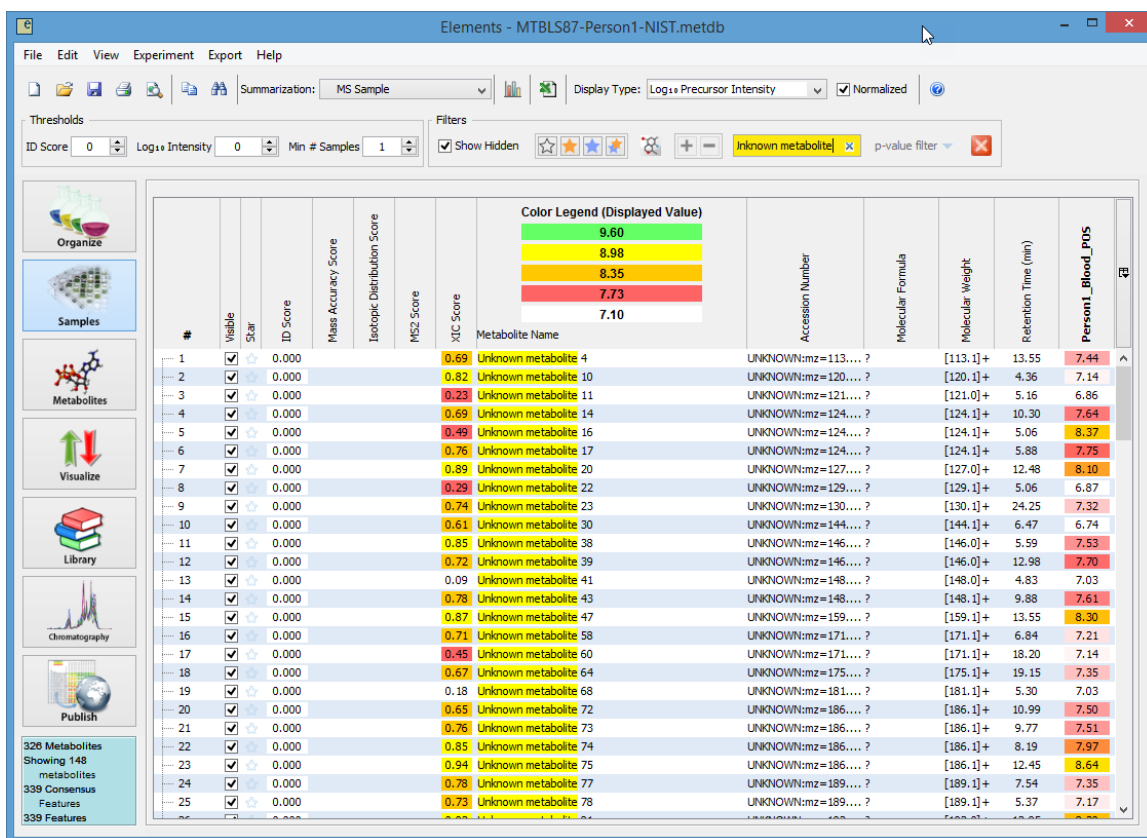 Elements - MTBLS87-Person1-NIST.metdb
File Edit View Experiment Export Help
Summarization: MS Sample Display Type: Log₁₀ Precursor Intensity Normalized
Thresholds Filters
ID Score 0 Log₁₀ Intensity 0 Min # Samples 1 Show Hidden Jnknown metabolite p-value filter
Organize
Samples
Metabolites
Visualize
Library
Chromatography
Publish
326 Metabolites
Showing 148
metabolites
339 Consensus
Features
339 Features
Color Legend (Displayed Value)
9.60
8.98
8.35
7.73
7.10
# Visible Star ID Score Mass Accuracy Score Isotopic Distribution Score MS2 Score XIC Score Metabolite Name Accession Number Molecular Formula Molecular Weight Retention Time (min) Person1_Blood_POS
1 0.000 0.69 Unknown metabolite 4 UNKNOWN:mz=113.... ? [113.1]+ 13.55 7.44
2 0.000 0.82 Unknown metabolite 10 UNKNOWN:mz=120.... ? [120.1]+ 4.36 7.14
3 0.000 0.23 Unknown metabolite 11 UNKNOWN:mz=121.... ? [121.0]+ 5.16 6.86
4 0.000 0.69 Unknown metabolite 14 UNKNOWN:mz=124.... ? [124.1]+ 10.30 7.64
5 0.000 0.49 Unknown metabolite 16 UNKNOWN:mz=124.... ? [124.1]+ 5.06 8.37
6 0.000 0.76 Unknown metabolite 17 UNKNOWN:mz=124.... ? [124.1]+ 5.88 7.75
7 0.000 0.89 Unknown metabolite 20 UNKNOWN:mz=127.... ? [127.0]+ 12.48 8.10
8 0.000 0.29 Unknown metabolite 22 UNKNOWN:mz=129.... ? [129.1]+ 5.06 6.87
9 0.000 0.74 Unknown metabolite 23 UNKNOWN:mz=130.... ? [130.1]+ 24.25 7.32
10 0.000 0.61 Unknown metabolite 30 UNKNOWN:mz=144.... ? [144.1]+ 6.47 6.74
11 0.000 0.85 Unknown metabolite 38 UNKNOWN:mz=146.... ? [146.0]+ 5.59 7.53
12 0.000 0.72 Unknown metabolite 39 UNKNOWN:mz=146.... ? [146.0]+ 12.98 7.70
13 0.000 0.09 Unknown metabolite 41 UNKNOWN:mz=148.... ? [148.0]+ 4.83 7.03
14 0.000 0.78 Unknown metabolite 43 UNKNOWN:mz=148.... ? [148.1]+ 9.88 7.61
15 0.000 0.87 Unknown metabolite 47 UNKNOWN:mz=159.... ? [159.1]+ 13.55 8.30
16 0.000 0.71 Unknown metabolite 58 UNKNOWN:mz=171.... ? [171.1]+ 6.84 7.21
17 0.000 0.45 Unknown metabolite 60 UNKNOWN:mz=171.... ? [171.1]+ 18.20 7.14
18 0.000 0.67 Unknown metabolite 64 UNKNOWN:mz=175.... ? [175.1]+ 19.15 7.35
19 0.000 0.18 Unknown metabolite 68 UNKNOWN:mz=181.... ? [181.1]+ 5.30 7.03
20 0.000 0.65 Unknown metabolite 72 UNKNOWN:mz=186.... ? [186.1]+ 10.99 7.50
21 0.000 0.76 Unknown metabolite 73 UNKNOWN:mz=186.... ? [186.1]+ 9.77 7.51
22 0.000 0.85 Unknown metabolite 74 UNKNOWN:mz=186.... ? [186.1]+ 8.19 7.97
23 0.000 0.94 Unknown metabolite 75 UNKNOWN:mz=186.... ? [186.1]+ 12.45 8.64
24 0.000 0.78 Unknown metabolite 77 UNKNOWN:mz=189.... ? [189.1]+ 7.54 7.35
25 0.000 0.73 Unknown metabolite 78 UNKNOWN:mz=189.... ? [189.1]+ 5.37 7.17